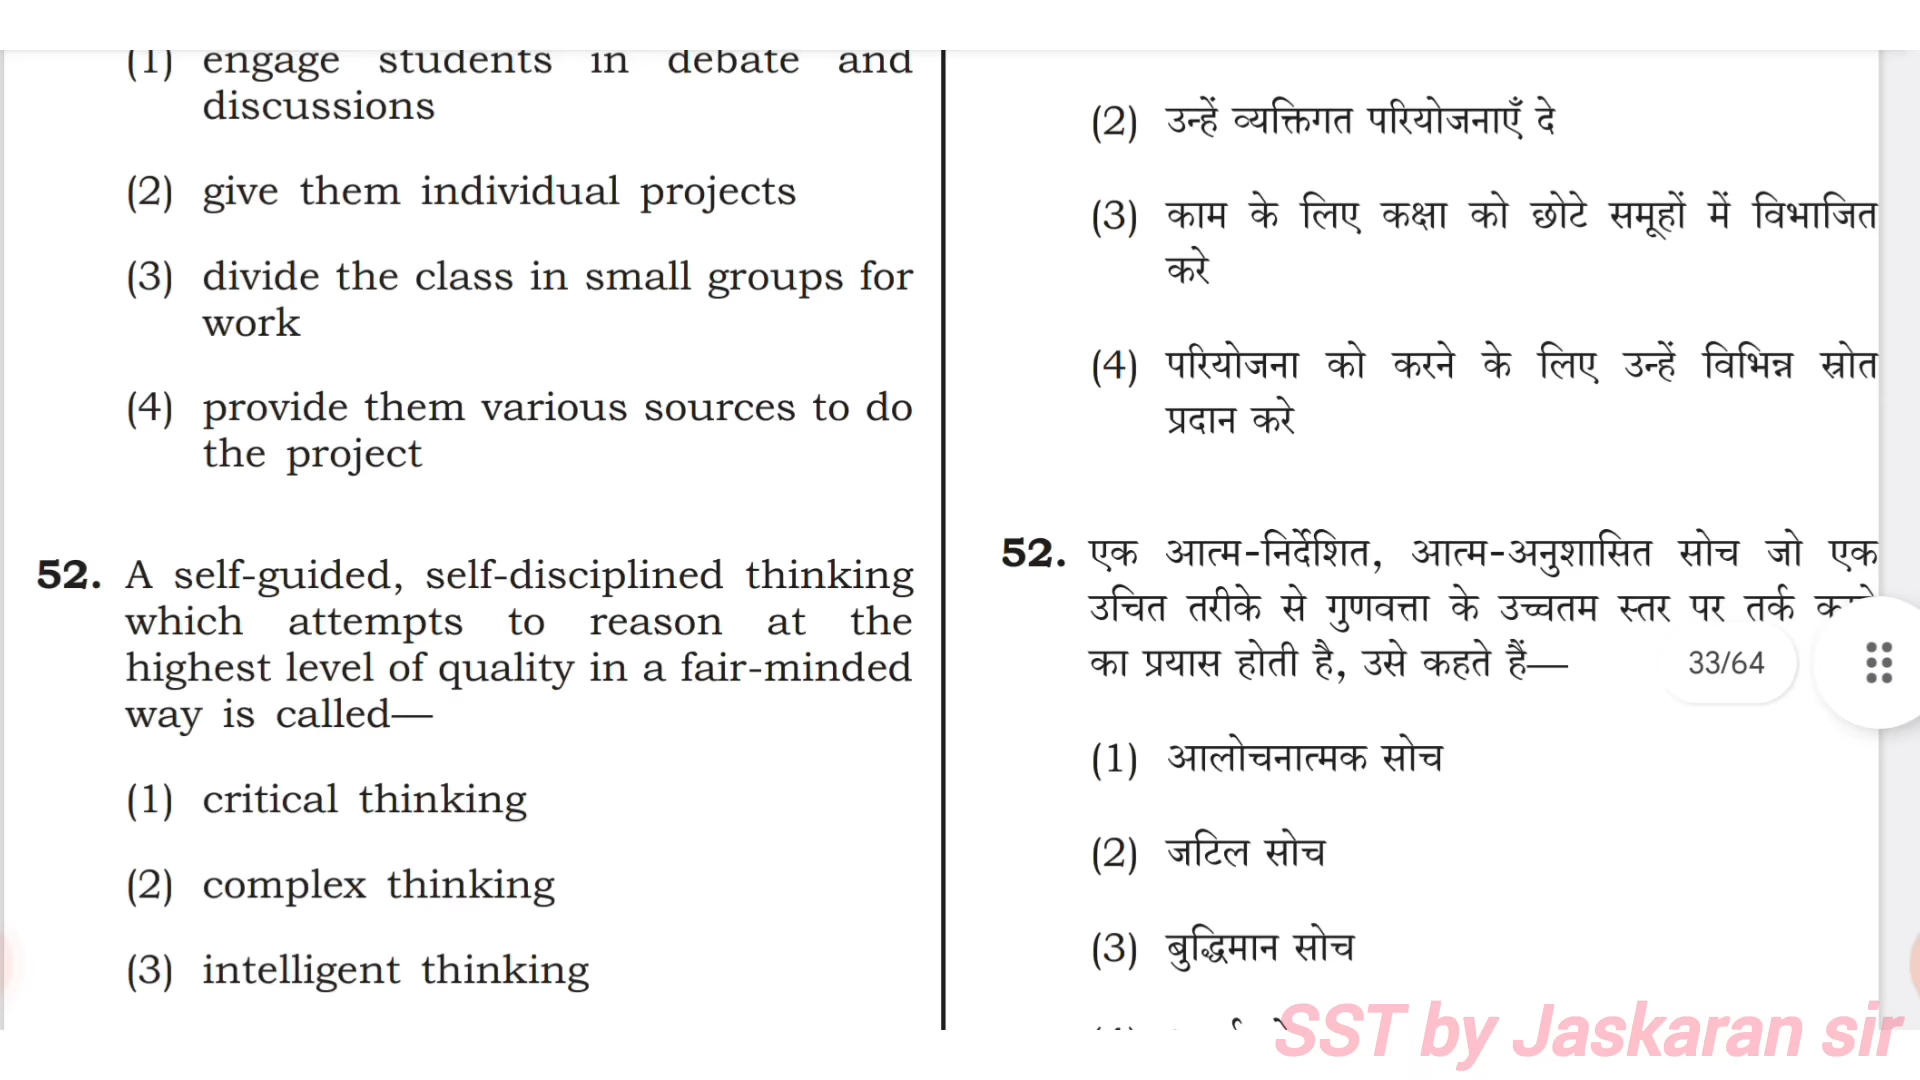 (1) engage students in debate and
discussions
(2) give them individual projects
(3) divide the class in small groups for
work
(4) provide them various sources to do
the project
52. A self-guided, self-disciplined thinking
which attempts to reason at the
highest level of quality in a fair-minded
way is called—
(1) critical thinking
(2) complex thinking
(3) intelligent thinking
(2) उन्हें व्यक्तिगत परियोजनाएँ दे
(3) काम के लिए कक्षा को छोटे समूहों में विभाजित
करे
(4) परियोजना को करने के लिए उन्हें विभिन्न स्रोत
प्रदान करे
52. एक आत्म-निर्देशित, आत्म-अनुशासित सोच जो एक
उचित तरीके से गुणवत्ता के उच्चतम स्तर पर तर्क
का प्रयास होती है, उसे कहते हैं—
(1) आलोचनात्मक सोच
(2) जटिल सोच
(3) बुद्धिमान सोच
33/64
SST by Jaskaran sir